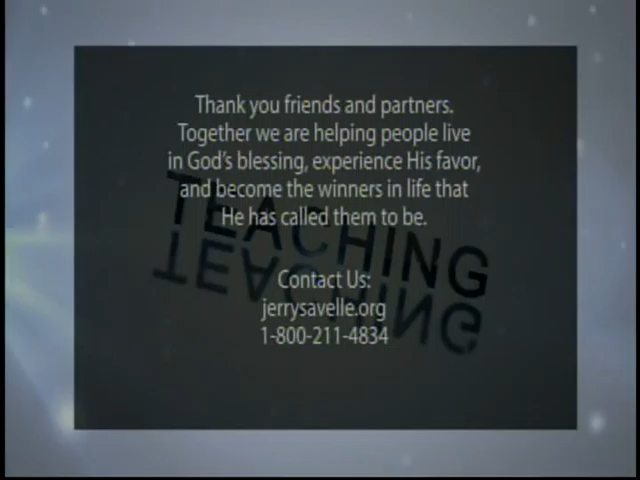 Thank you friends and partners.
Together we are helping people live
in God's blessing, experience His favor,
and become the winners in life that
He has called them to be.
TEACHING
Contact Us:
jerrysavelle.org
1-800-211-4834